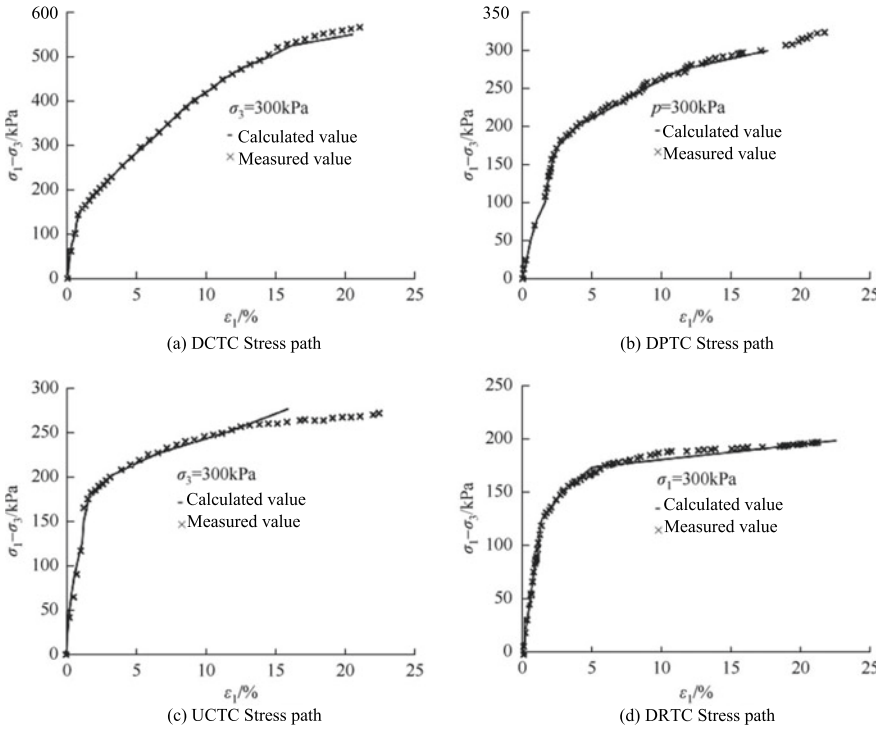 600
500
400
300
200
100
0
σ₁−σ₃/kPa
σ₃=300kPa
Calculated value
× Measured value
0 5 10 15 20 25
ε₁/%
(a) DCTC Stress path
350
300
250
200
150
100
50
0
σ₁−σ₃/kPa
p=300kPa
Calculated value
× Measured value
0 5 10 15 20 25
ε₁/%
(b) DPTC Stress path
300
250
200
150
100
50
0
σ₁−σ₃/kPa
σ₃=300kPa
Calculated value
× Measured value
0 5 10 15 20 25
ε₁/%
(c) UCTC Stress path
250
200
150
100
50
0
σ₁−σ₃/kPa
σ₁=300kPa
Calculated value
× Measured value
0 5 10 15 20 25
ε₁/%
(d) DRTC Stress path